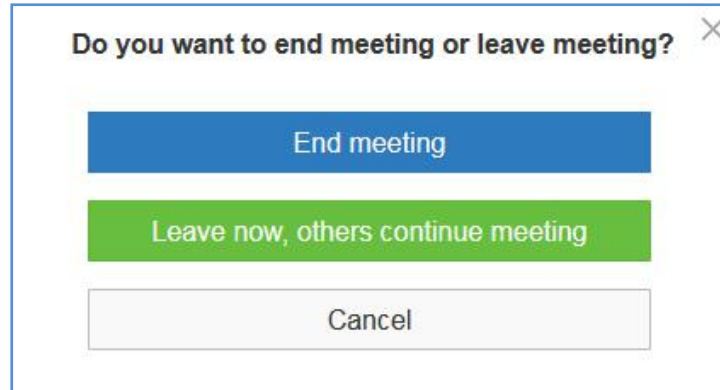 Do you want to end meeting or leave meeting?
End meeting
Leave now, others continue meeting
Cancel